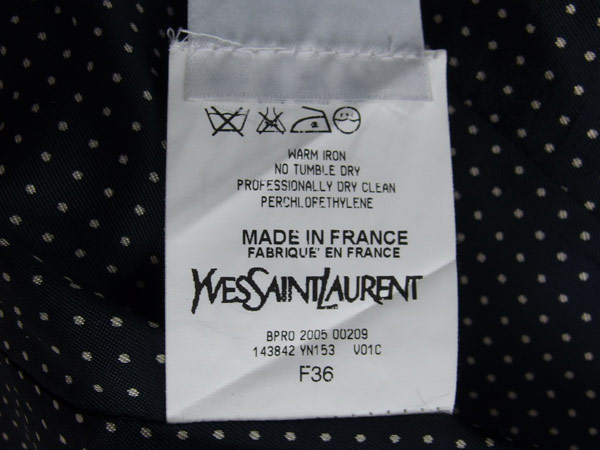 WARM IRON
NO TUMBLE DRY
PROFESSIONALLY DRY CLEAN
PERCHLOFETHYLENE
MADE IN FRANCE
FABRIQUE EN FRANCE
YVESSAINTLAURENT
BPRO 2005 00209
143842 YN153 V01C
F36